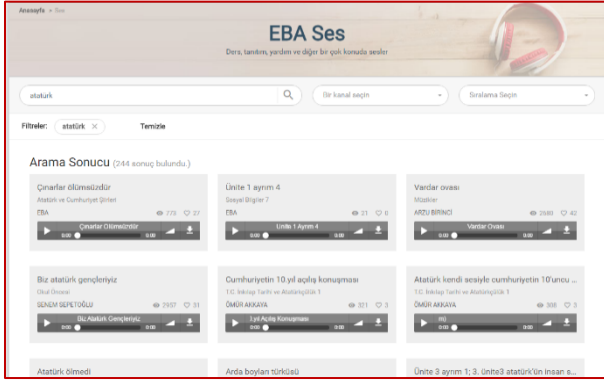 Anasayfa > Ses
EBA Ses
Ders, tanıtım, yardım ve diğer bir çok konuda sesler
atatürk
Bir kanal seçin
Sıralama Seçin
Filtreler: atatürk × Temizle
Arama Sonucu (244 sonuç bulundu.)
Çınarlar ölümsüzdür
Atatürk ve Cumhuriyet Şiirleri
EBA 773 27
Çınarlar Ölümsüzdür
0:00 0:00
Ünite 1 ayrım 4
Sosyal Bilgiler 7
EBA 21 0
Unite 1 Ayrım 4
0:00 0:00
Vardar ovası
Müzikler
ARZU BİRİNCİ 2680 42
Vardar Ovası
0:00 0:00
Biz atatürk gençleriyiz
Okul Öncesi
SENEM SEPETOĞLU 2957 31
Biz Atatürk Gençleriyiz
0:00 0:00
Cumhuriyetin 10.yıl açılış konuşması
T.C. İnkılap Tarihi ve Atatürkçülük 1
ÖMÜR AKKAYA 321 3
l.yıl Açılış Konuşması
0:00 0:00
Atatürk kendi sesiyle cumhuriyetin 10'uncu ...
T.C. İnkılap Tarihi ve Atatürkçülük 1
ÖMÜR AKKAYA 300 3
m)
0:00 0:00
Atatürk ölmedi
Arda boyları türküsü
Ünite 3 ayrım 1; 3. ünite3 atatürk'ün insan s...